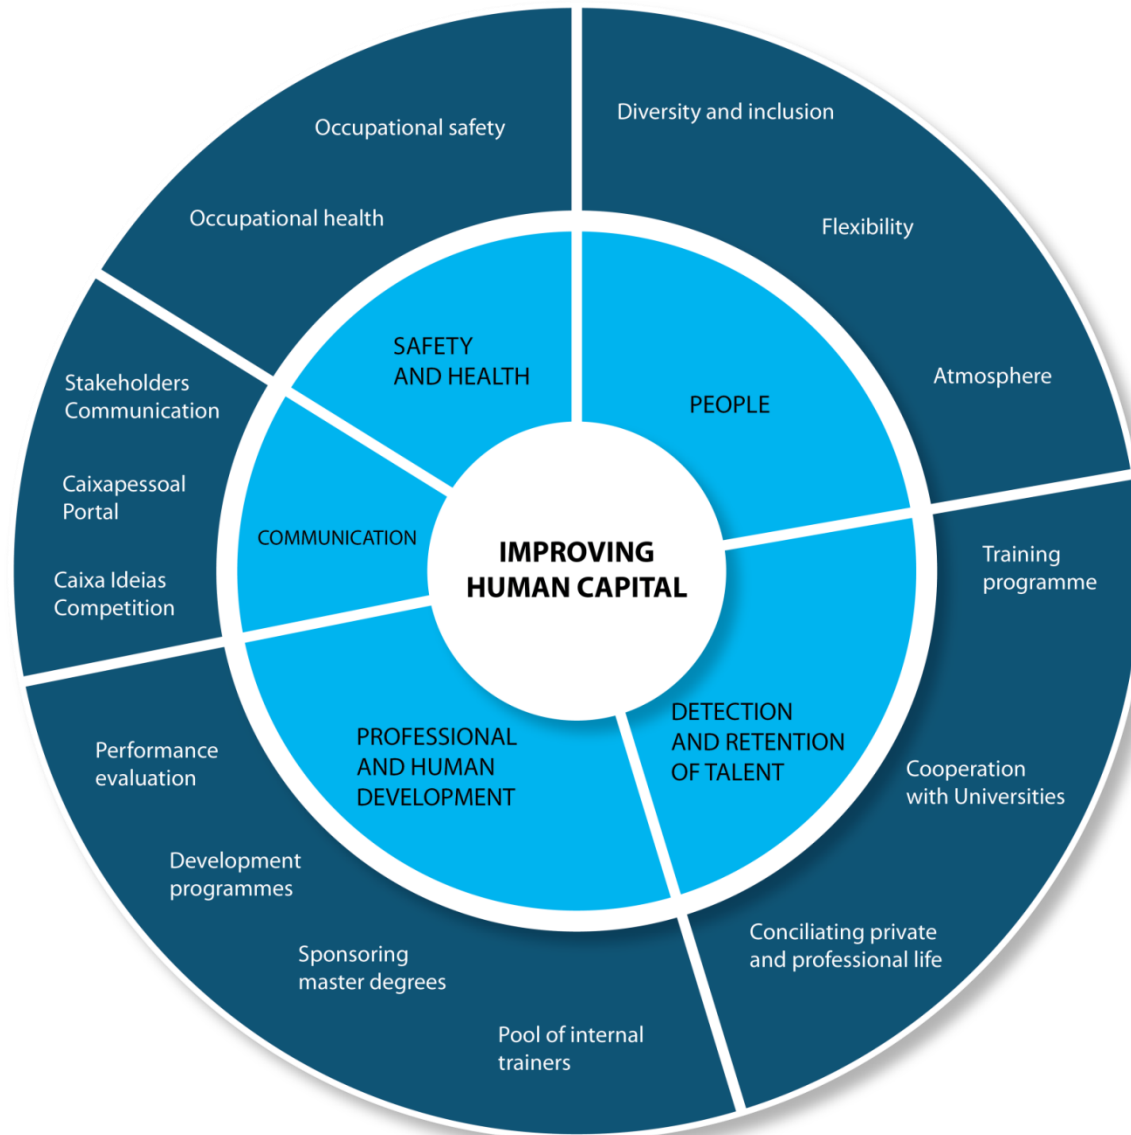 IMPROVING
HUMAN CAPITAL
PEOPLE
Diversity and inclusion
Flexibility
Atmosphere
DETECTION
AND RETENTION
OF TALENT
Training
programme
Cooperation
with Universities
Conciliating private
and professional life
PROFESSIONAL
AND HUMAN
DEVELOPMENT
Pool of internal
trainers
Sponsoring
master degrees
Development
programmes
Performance
evaluation
COMMUNICATION
Caixa Ideias
Competition
Caixapessoal
Portal
Stakeholders
Communication
SAFETY
AND HEALTH
Occupational health
Occupational safety